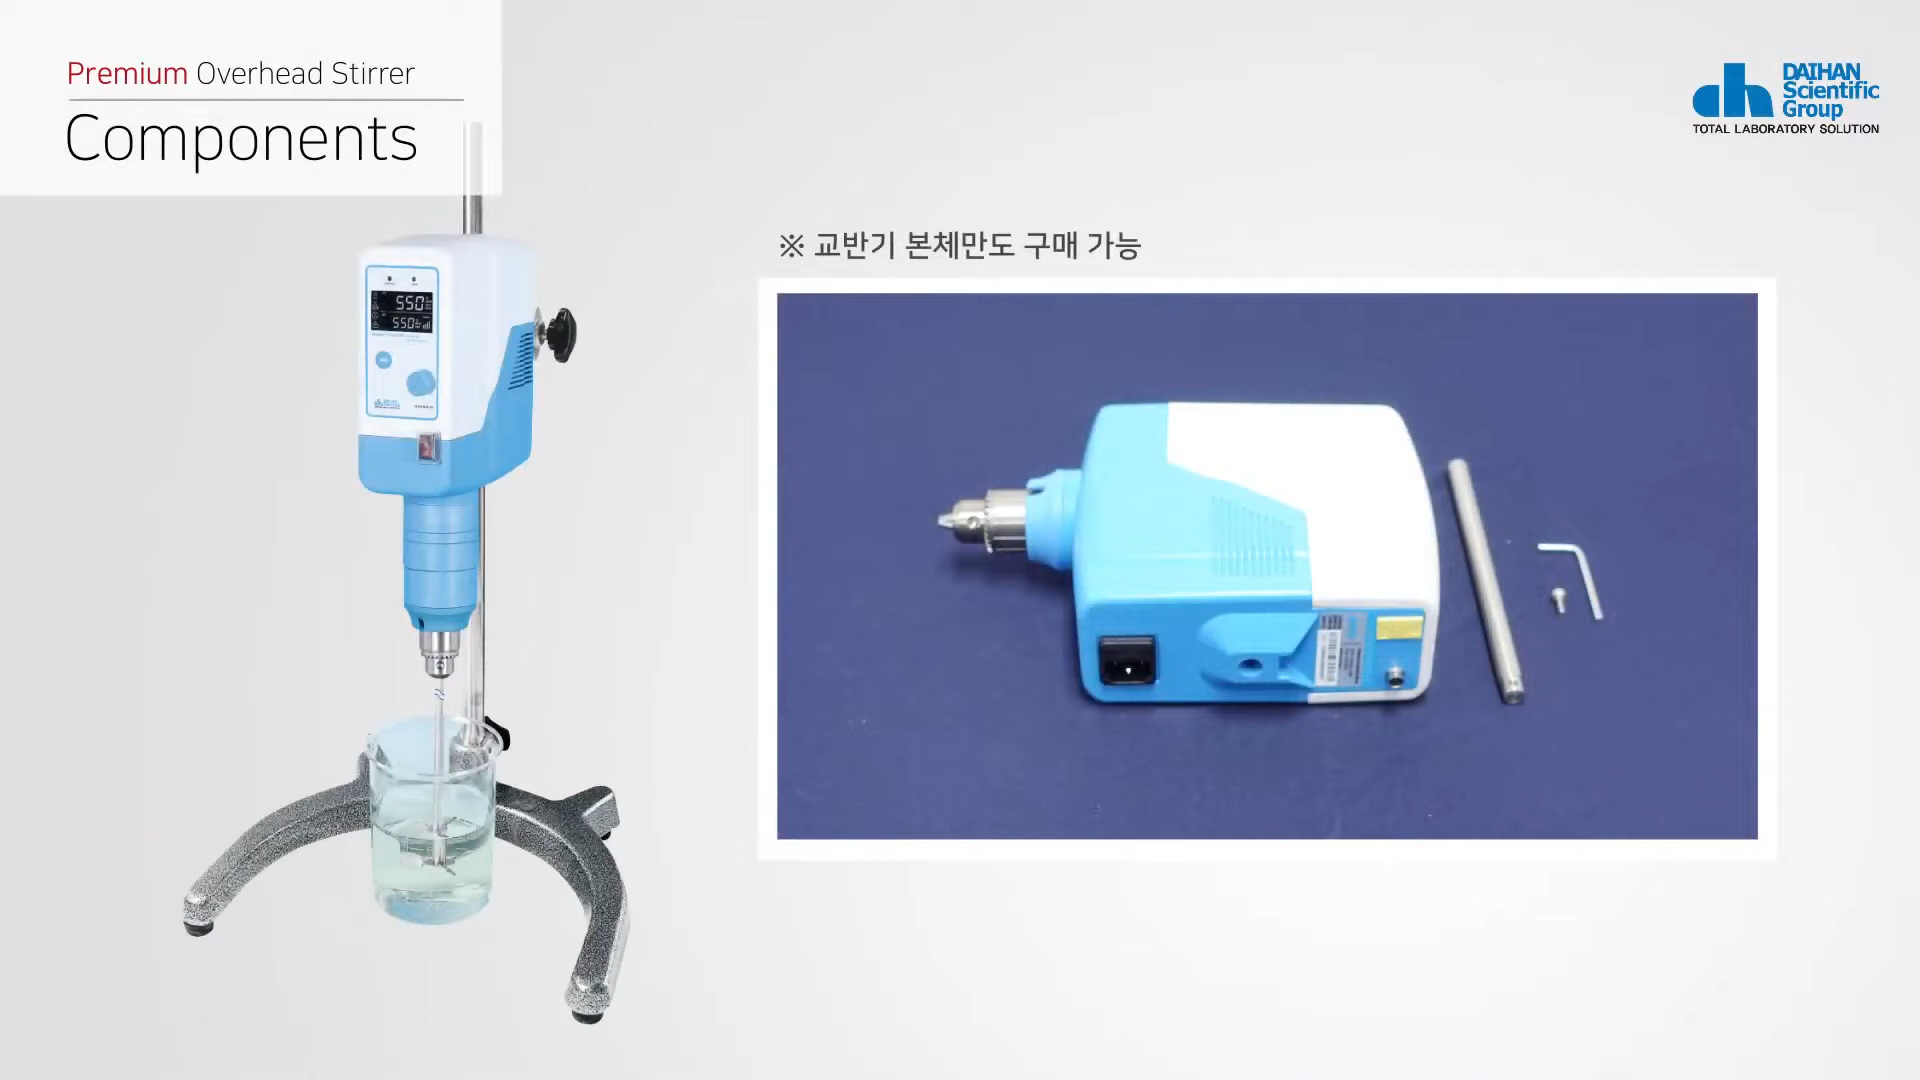 Premium Overhead Stirrer
Components
DAIHAN
Scientific
Group
TOTAL LABORATORY SOLUTION
※ 교반기 본체만도 구매 가능
550
550